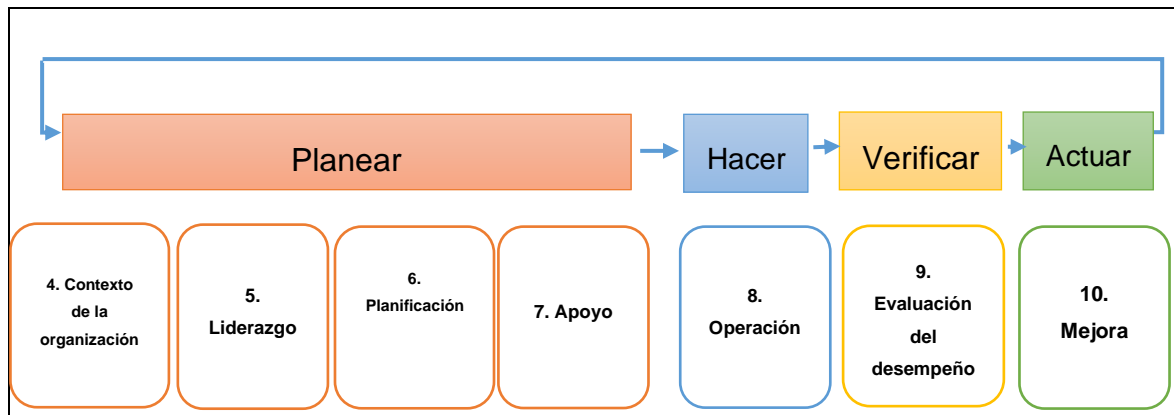 Planear
Hacer
Verificar
Actuar
4. Contexto
de la
organización
5.
Liderazgo
6.
Planificación
7. Apoyo
8.
Operación
9.
Evaluación
del
desempeño
10.
Mejora